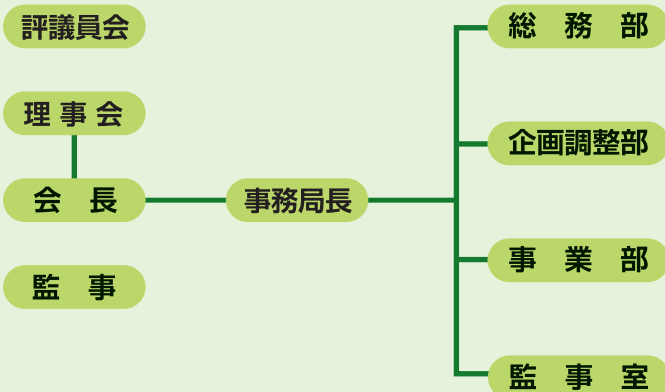 評議員会
理事会
会長
監事
事務局長
総務部
企画調整部
事業部
監事室